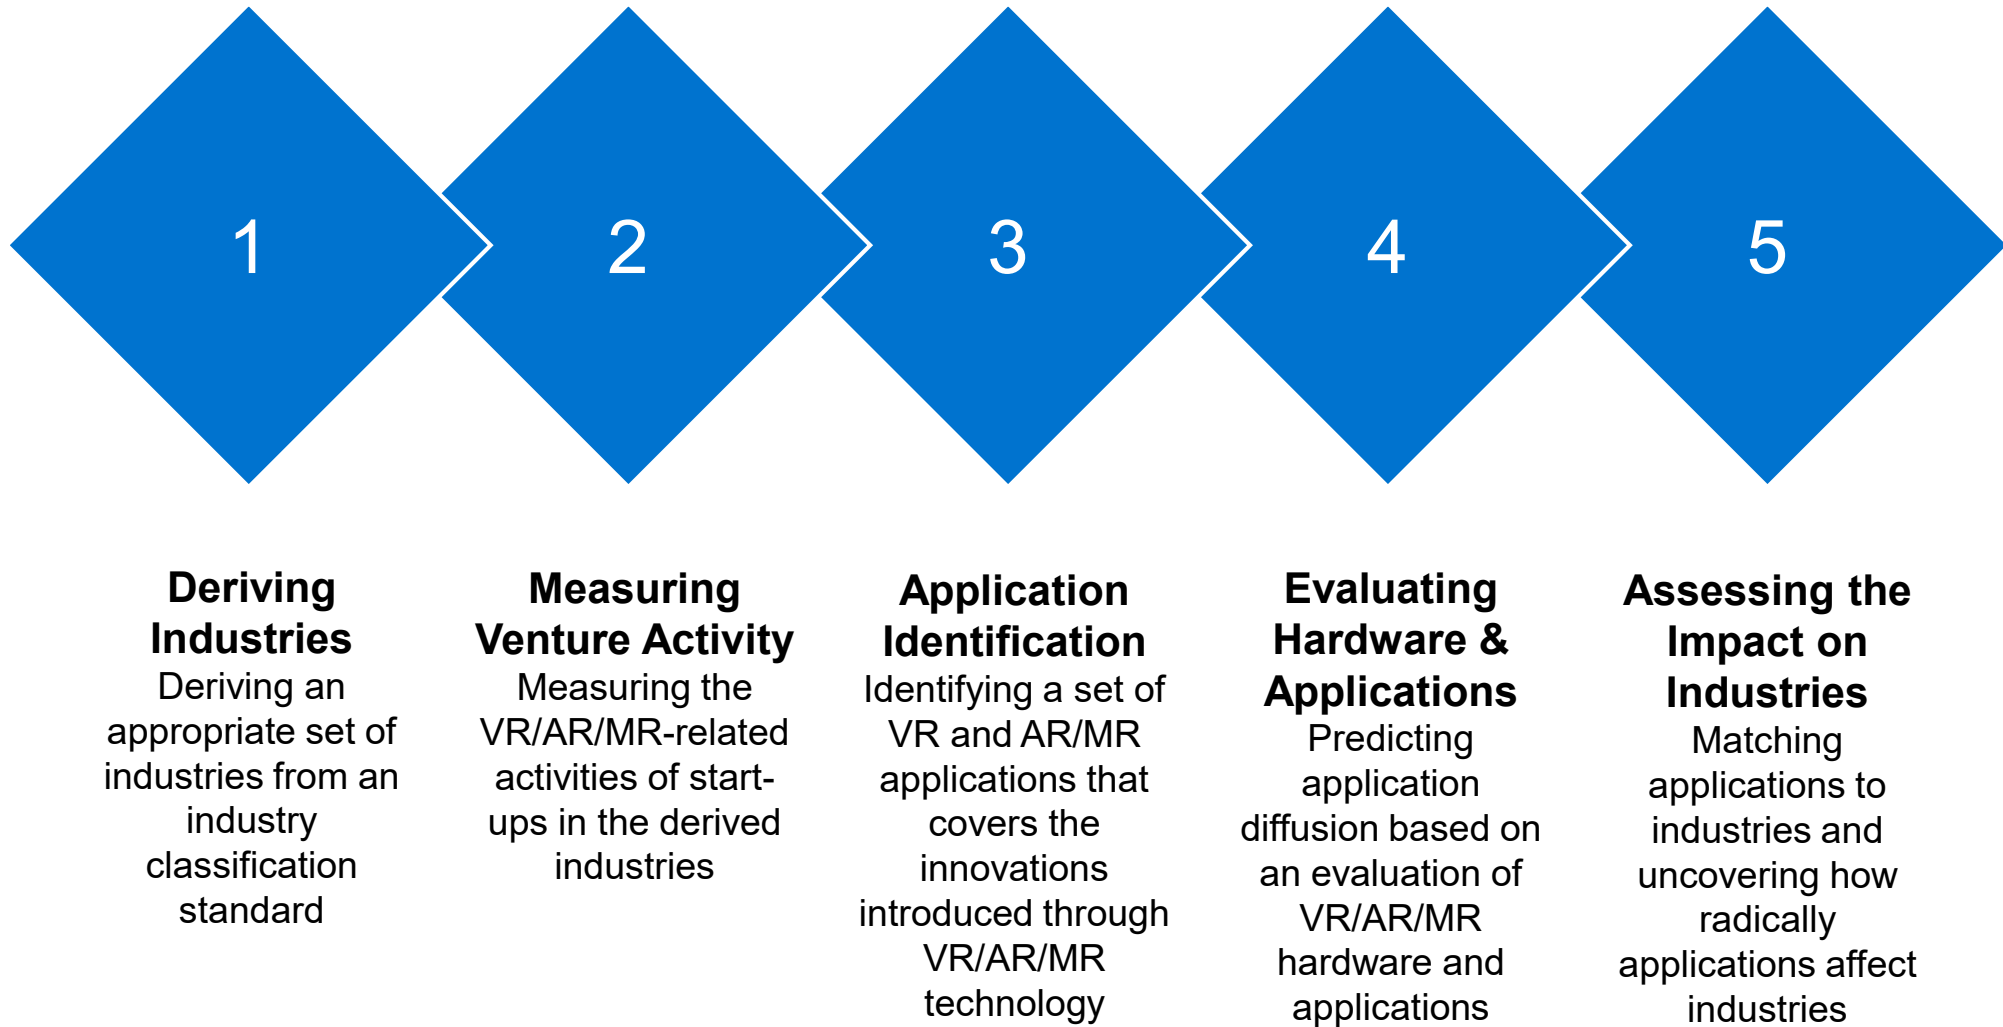 1
2
3
4
5
Deriving
Industries
Deriving an
appropriate set of
industries from an
industry
classification
standard
Measuring
Venture Activity
Measuring the
VR/AR/MR-related
activities of start-
ups in the derived
industries
Application
Identification
Identifying a set of
VR and AR/MR
applications that
covers the
innovations
introduced through
VR/AR/MR
technology
Evaluating
Hardware &
Applications
Predicting
application
diffusion based on
an evaluation of
VR/AR/MR
hardware and
applications
Assessing the
Impact on
Industries
Matching
applications to
industries and
uncovering how
radically
applications affect
industries